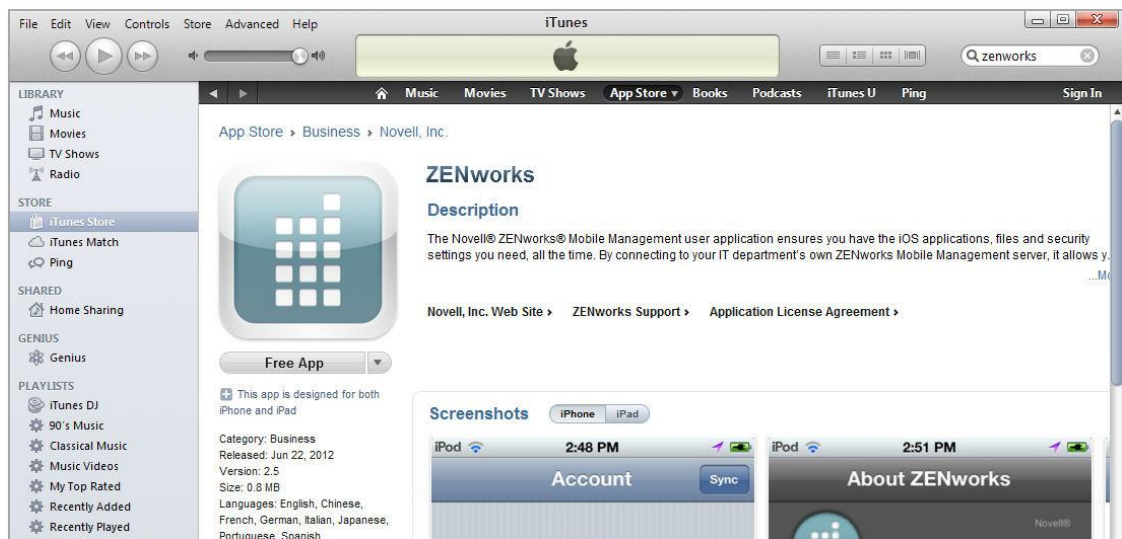 File Edit View Controls Store Advanced Help
iTunes
zenworks
LIBRARY
Music
Movies
TV Shows
Radio
STORE
iTunes Store
iTunes Match
Ping
SHARED
Home Sharing
GENIUS
Genius
PLAYLISTS
iTunes DJ
90's Music
Classical Music
Music Videos
My Top Rated
Recently Added
Recently Played
Music Movies TV Shows App Store Books Podcasts iTunes U Ping Sign In
App Store › Business › Novell, Inc.
Free App
This app is designed for both
iPhone and iPad
Category: Business
Released: Jun 22, 2012
Version: 2.5
Size: 0.8 MB
Languages: English, Chinese,
French, German, Italian, Japanese,
Portuguese, Spanish
ZENworks
Description
The Novell® ZENworks® Mobile Management user application ensures you have the iOS applications, files and security
settings you need, all the time. By connecting to your IT department's own ZENworks Mobile Management server, it allows y...
...Mo
Novell, Inc. Web Site › ZENworks Support › Application License Agreement ›
Screenshots iPhone iPad
iPod 2:48 PM
Account Sync
iPod 2:51 PM
About ZENworks
Novell®